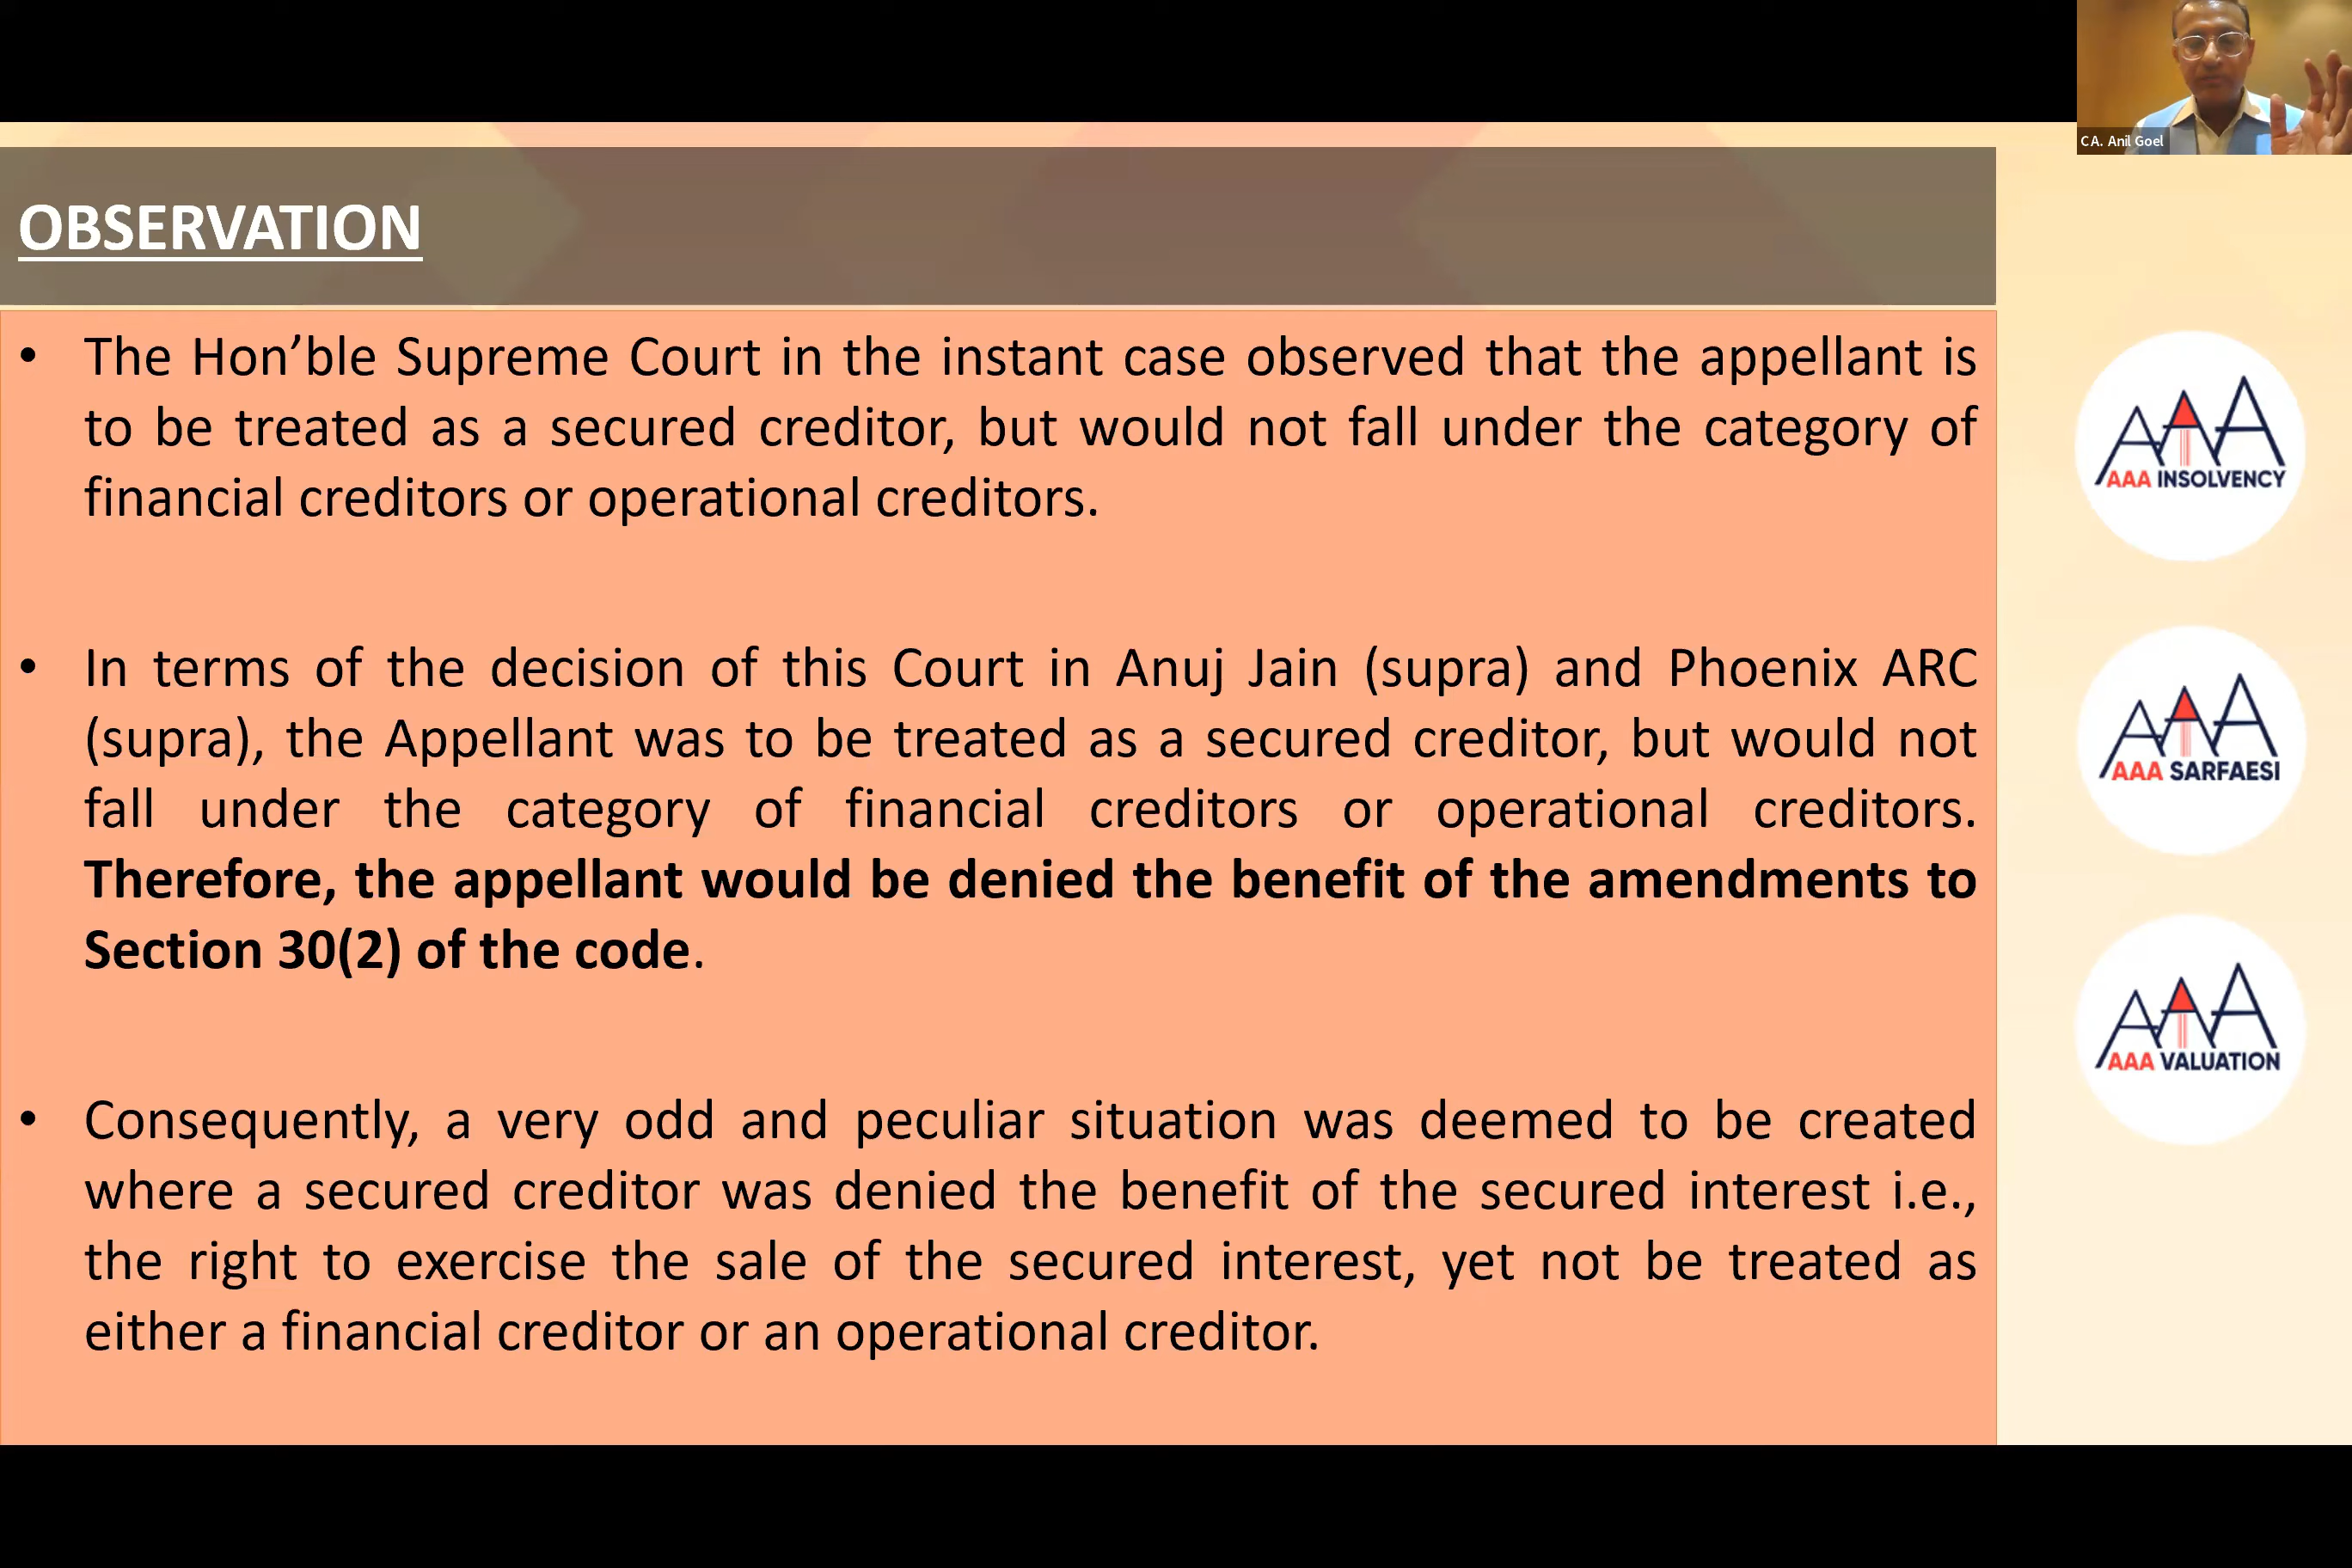 CA. Anil Goel
OBSERVATION
• The Hon’ble Supreme Court in the instant case observed that the appellant is
to be treated as a secured creditor, but would not fall under the category of
financial creditors or operational creditors.
• In terms of the decision of this Court in Anuj Jain (supra) and Phoenix ARC
(supra), the Appellant was to be treated as a secured creditor, but would not
fall under the category of financial creditors or operational creditors.
Therefore, the appellant would be denied the benefit of the amendments to
Section 30(2) of the code.
• Consequently, a very odd and peculiar situation was deemed to be created
where a secured creditor was denied the benefit of the secured interest i.e.,
the right to exercise the sale of the secured interest, yet not be treated as
either a financial creditor or an operational creditor.
AAA
AAA INSOLVENCY
AAA
AAA SARFAESI
AAA
AAA VALUATION